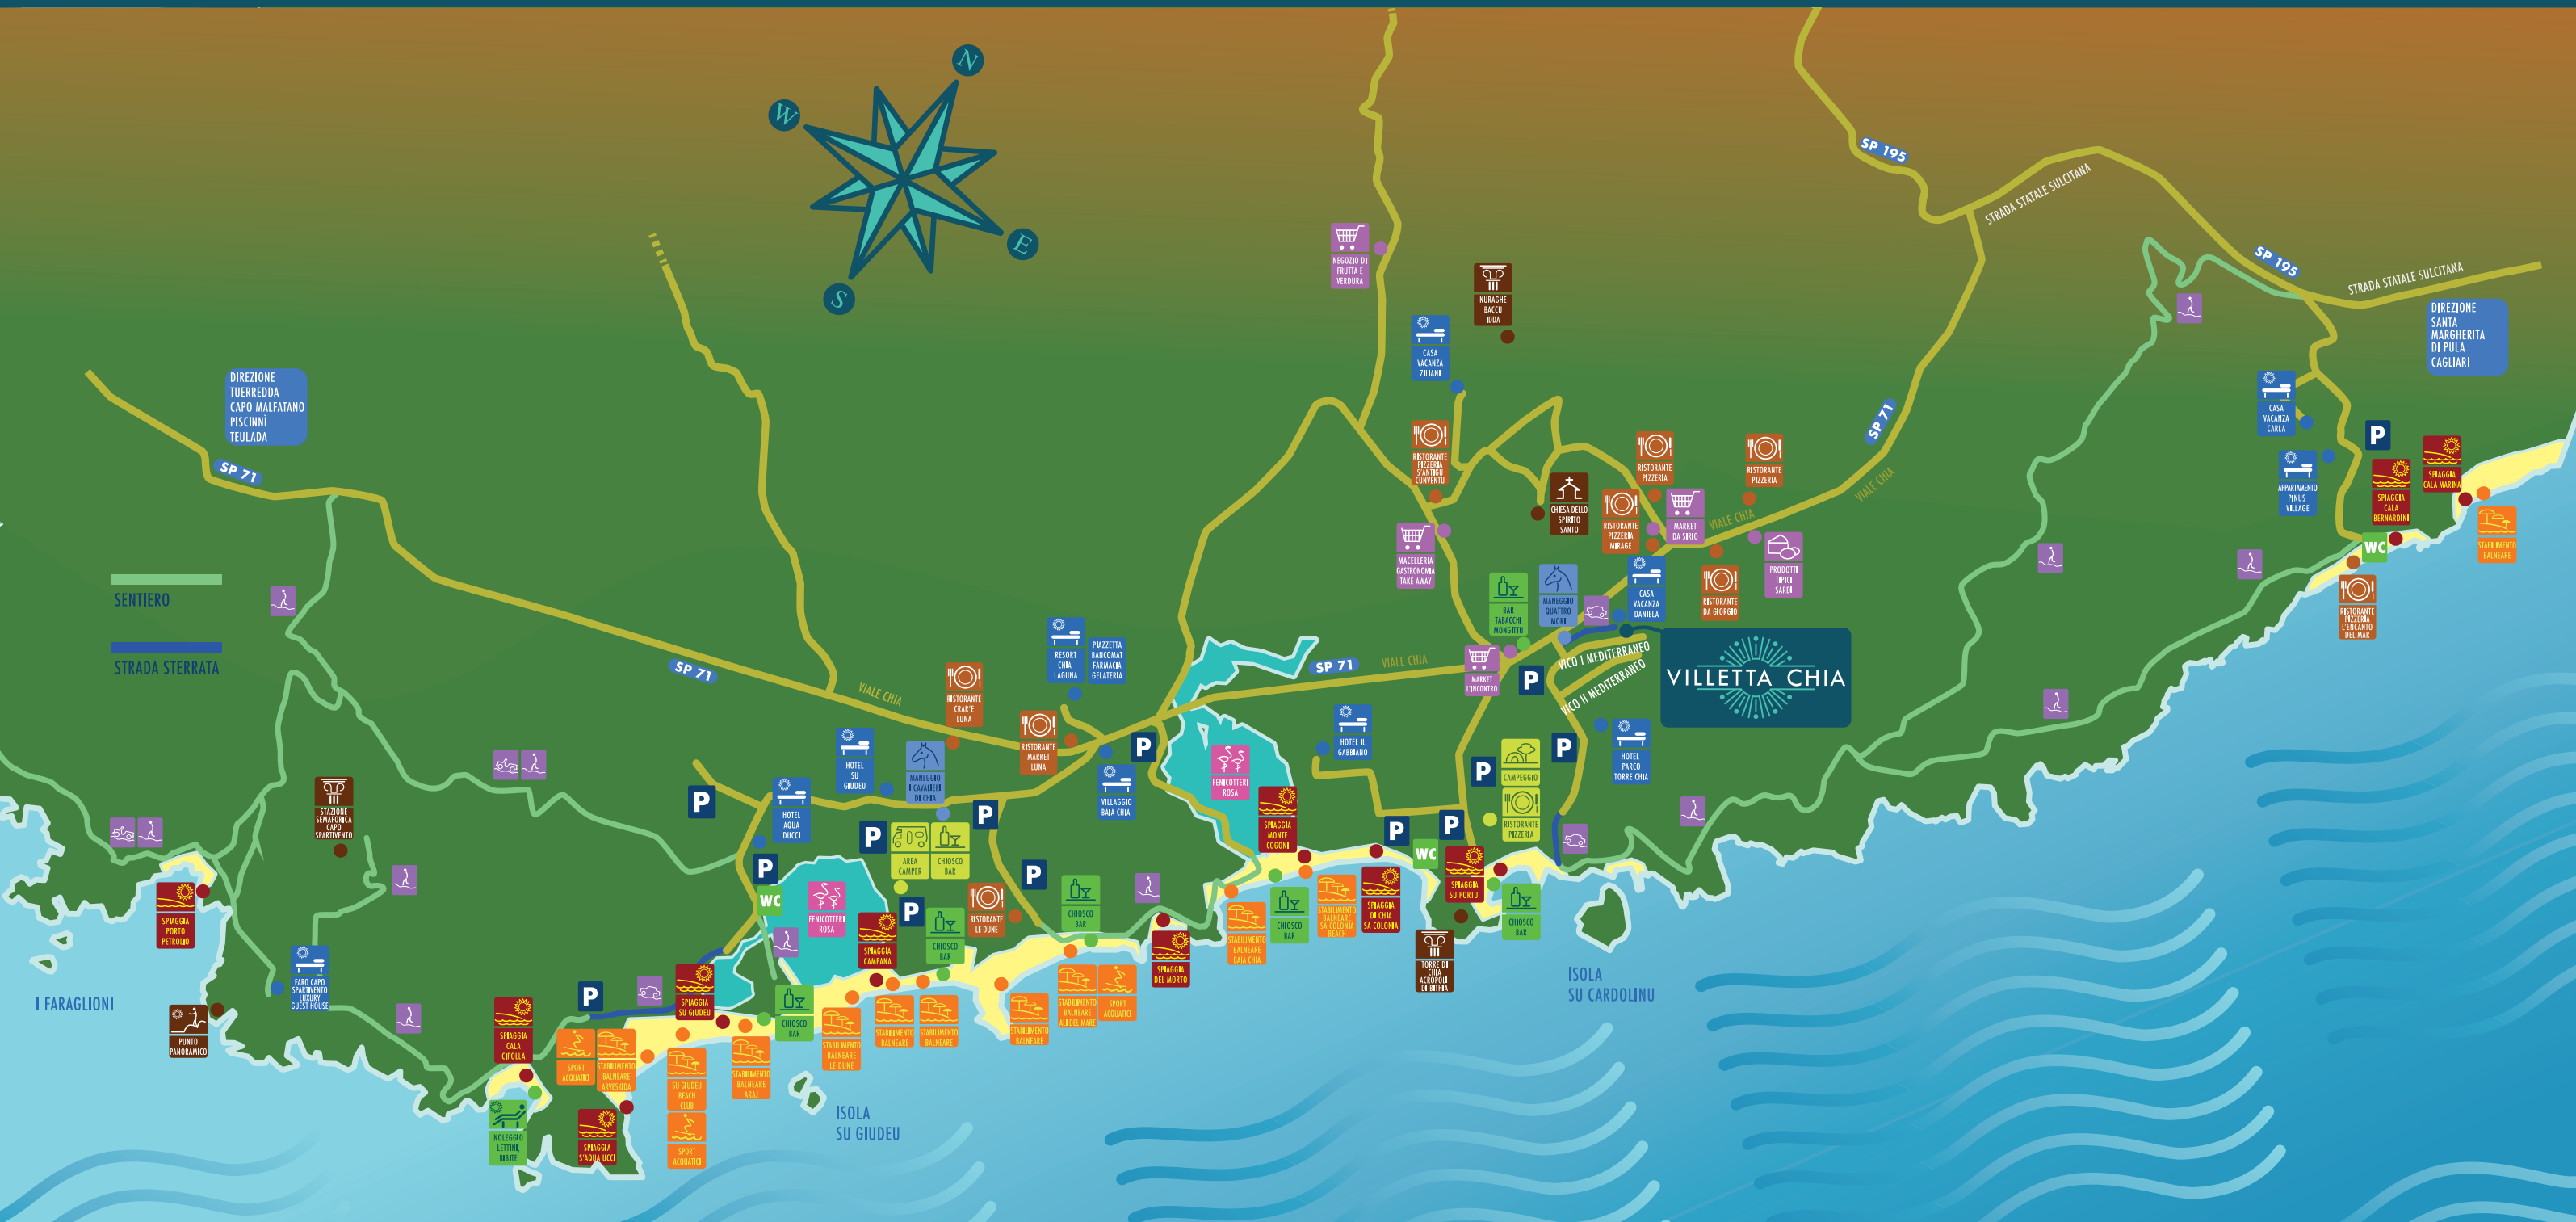 N
W
E
S
SP 195
STRADA STATALE SULCITANA
SP 195
STRADA STATALE SULCITANA
DIREZIONE
SANTA
MARGHERITA
DI PULA
CAGLIARI
NEGOZIO DI
FRUTTA E
VERDURA
NURAGHE
BACCU
IDDA
CASA
VACANZA
ZILIANI
DIREZIONE
TUERREDDA
CAPO MALFATANO
PISCINNÌ
TEULADA
SP 71
SP 71
VIALE CHIA
CASA
VACANZA
CARLA
P
APPARTAMENTO
PINUS
VILLAGE
SPIAGGIA
CALA
BERNARDINI
SPIAGGIA
CALA MARINA
STABILIMENTO
BALNEARE
WC
RISTORANTE
PIZZERIA
L'ENCANTO
DEL MAR
RISTORANTE
PIZZERIA
S'ANTIGU
CUNVENTU
RISTORANTE
PIZZERIA
RISTORANTE
PIZZERIA
CHIESA DELLO
SPIRITO
SANTO
RISTORANTE
PIZZERIA
MIRAGE
MARKET
DA SIRIO
VIALE CHIA
MACELLERIA
GASTRONOMIA
TAKE AWAY
PRODOTTI
TIPICI
SARDI
BAR
TABACCHI
MONGITTU
MANEGGIO
QUATTRO
MORI
CASA
VACANZA
DANIELA
RISTORANTE
DA GIORGIO
SENTIERO
STRADA STERRATA
SP 71
VIALE CHIA
RESORT
CHIA
LAGUNA
PIAZZETTA
BANCOMAT
FARMACIA
GELATERIA
SP 71
VIALE CHIA
MARKET
L'INCONTRO
P
VICO I MEDITERRANEO
VICO II MEDITERRANEO
VILLETTA CHIA
RISTORANTE
CRAR'E
LUNA
RISTORANTE
MARKET
LUNA
P
HOTEL
SU
GIUDEU
MANEGGIO
I CAVALIERI
DI CHIA
VILLAGGIO
BAIA CHIA
FENICOTTERI
ROSA
HOTEL IL
GABBIANO
P
CAMPEGGIO
RISTORANTE
PIZZERIA
P
HOTEL
PARCO
TORRE CHIA
STAZIONE
SEMAFORICA
CAPO
SPARTIVENTO
P
HOTEL
AQUA
DUCCI
P
AREA
CAMPER
CHIOSCO
BAR
P
SPIAGGIA
MONTE
COGONI
P
P
WC
SPIAGGIA
SU PORTU
CHIOSCO
BAR
SPIAGGIA
PORTO
PETROLIO
P
WC
FENICOTTERI
ROSA
SPIAGGIA
CAMPANA
P
CHIOSCO
BAR
RISTORANTE
LE DUNE
P
CHIOSCO
BAR
SPIAGGIA
DEL MORTO
STABILIMENTO
BALNEARE
BAIA CHIA
CHIOSCO
BAR
STABILIMENTO
BALNEARE
SA COLONIA
BEACH
SPIAGGIA
DI CHIA
SA COLONIA
TORRE DI
CHIA
ACROPOLI
DI BITHIA
ISOLA
SU CARDOLINU
I FARAGLIONI
PUNTO
PANORAMICO
FARO CAPO
SPARTIVENTO
LUXURY
GUEST HOUSE
P
SPIAGGIA
CALA
CIPOLLA
SPIAGGIA
SU GIUDEU
SPORT
ACQUATICI
STABILIMENTO
BALNEARE
ARVESKIDA
SU GIUDEU
BEACH
CLUB
SPORT
ACQUATICI
STABILIMENTO
BALNEARE
ARAJ
CHIOSCO
BAR
STABILIMENTO
BALNEARE
LE DUNE
STABILIMENTO
BALNEARE
STABILIMENTO
BALNEARE
STABILIMENTO
BALNEARE
STABILIMENTO
BALNEARE
ALI DEL MARE
SPORT
ACQUATICI
NOLEGGIO
LETTINI,
BIBITE
SPIAGGIA
S'AQUA UCCI
ISOLA
SU GIUDEU